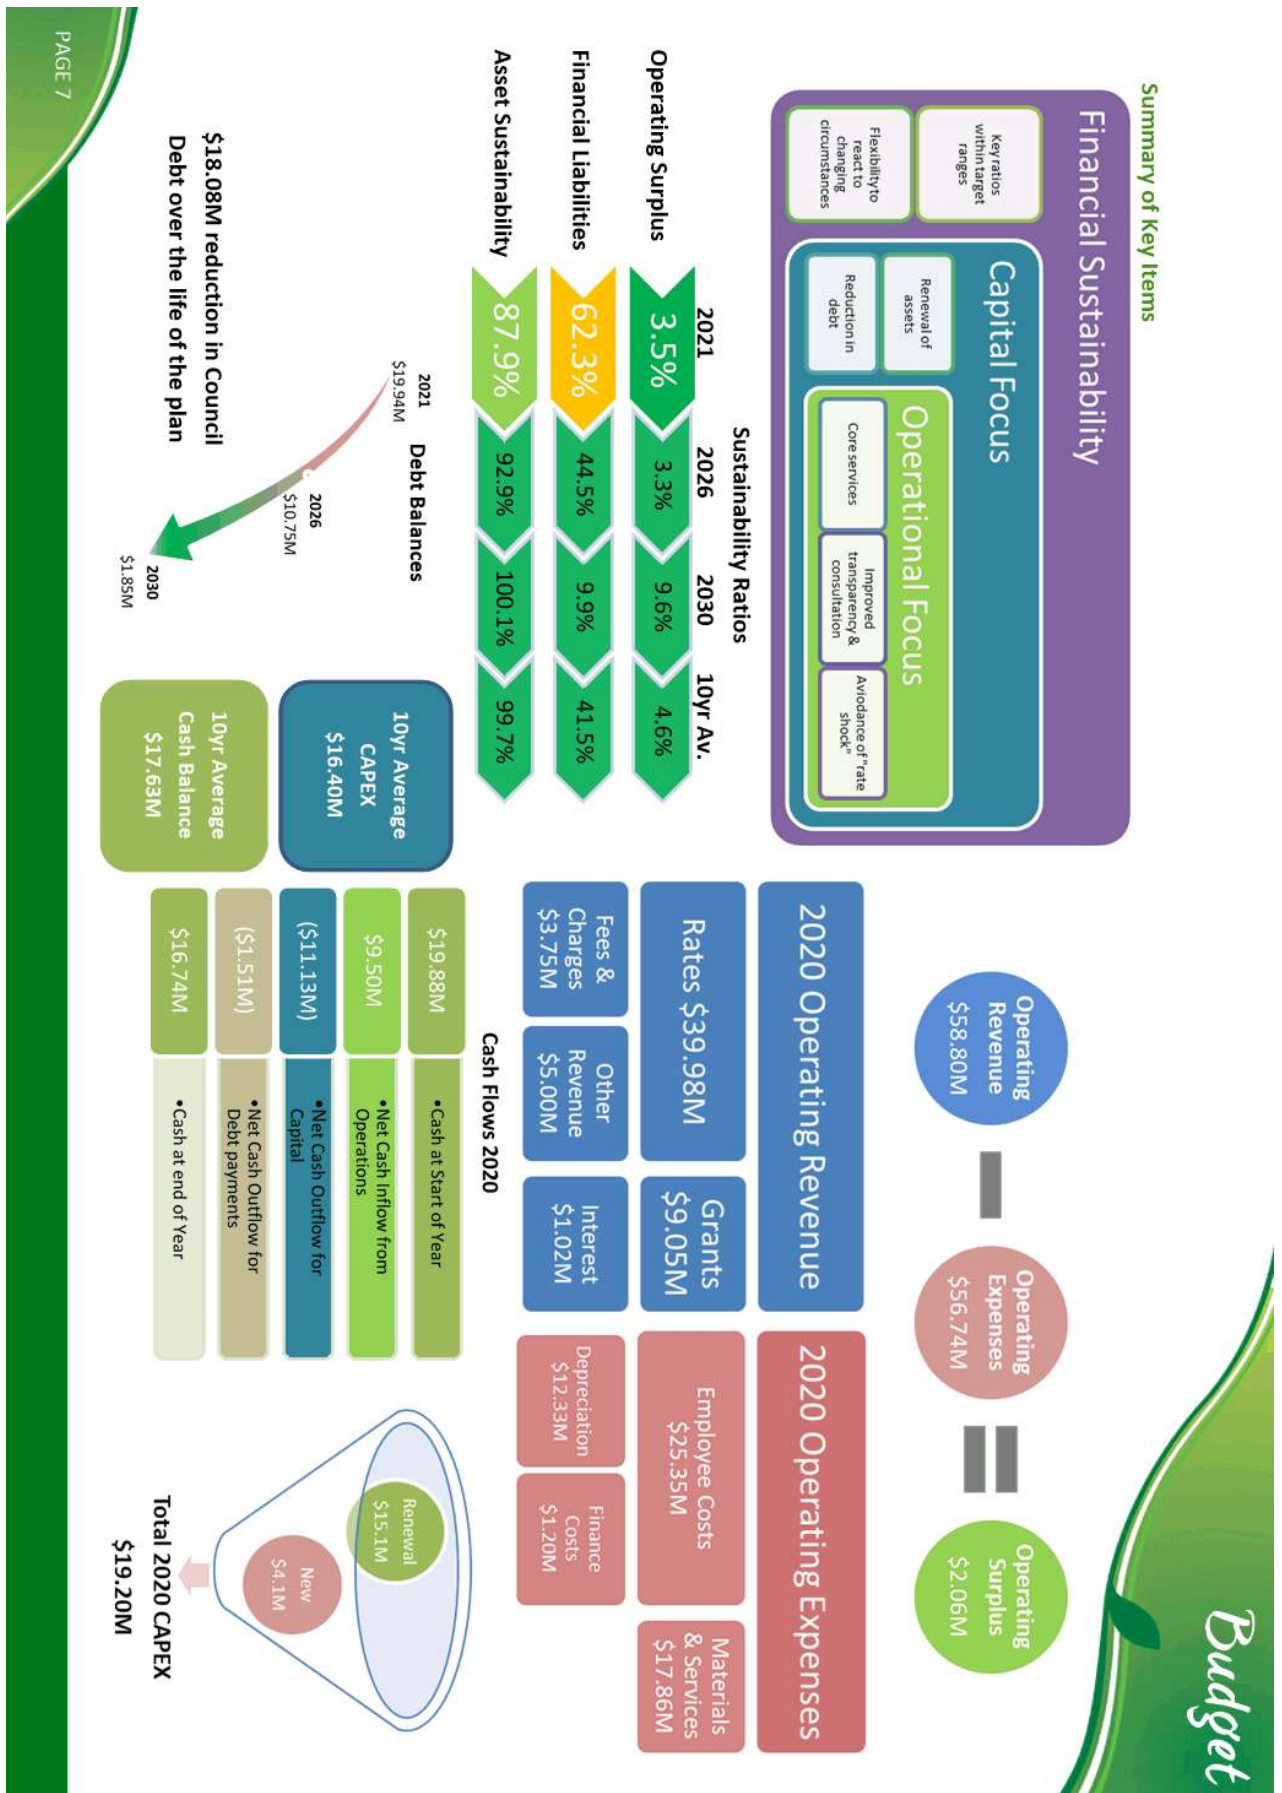 Budget
Summary of Key Items
Financial Sustainability
Key ratios
within target
ranges
Flexibility to
react to
changing
circumstances
Capital Focus
Renewal of
assets
Reduction in
debt
Operational Focus
Core services
Improved
transparency &
consultation
Aviodance of "rate
shock"
Operating
Revenue
$58.80M
Operating
Expenses
$56.74M
Operating
Surplus
$2.06M
2020 Operating Revenue
Rates $39.98M
Grants
$9.05M
Fees &
Charges
$3.75M
Other
Revenue
$5.00M
Interest
$1.02M
2020 Operating Expenses
Employee Costs
$25.35M
Materials
& Services
$17.86M
Depreciation
$12.33M
Finance
Costs
$1.20M
Sustainability Ratios
2021 2026 2030 10yr Av.
Operating Surplus 3.5% 3.3% 9.6% 4.6%
Financial Liabilities 62.3% 44.5% 9.9% 41.5%
Asset Sustainability 87.9% 92.9% 100.1% 99.7%
Debt Balances
2021
$19.94M
2026
$10.75M
2030
$1.85M
$18.08M reduction in Council
Debt over the life of the plan
10yr Average
CAPEX
$16.40M
10yr Average
Cash Balance
$17.63M
Cash Flows 2020
$19.88M •Cash at Start of Year
$9.50M •Net Cash Inflow from
Operations
($11.13M) •Net Cash Outflow for
Capital
($1.51M) •Net Cash Outflow for
Debt payments
$16.74M •Cash at end of Year
Renewal
$15.1M
New
$4.1M
Total 2020 CAPEX
$19.20M
PAGE 7